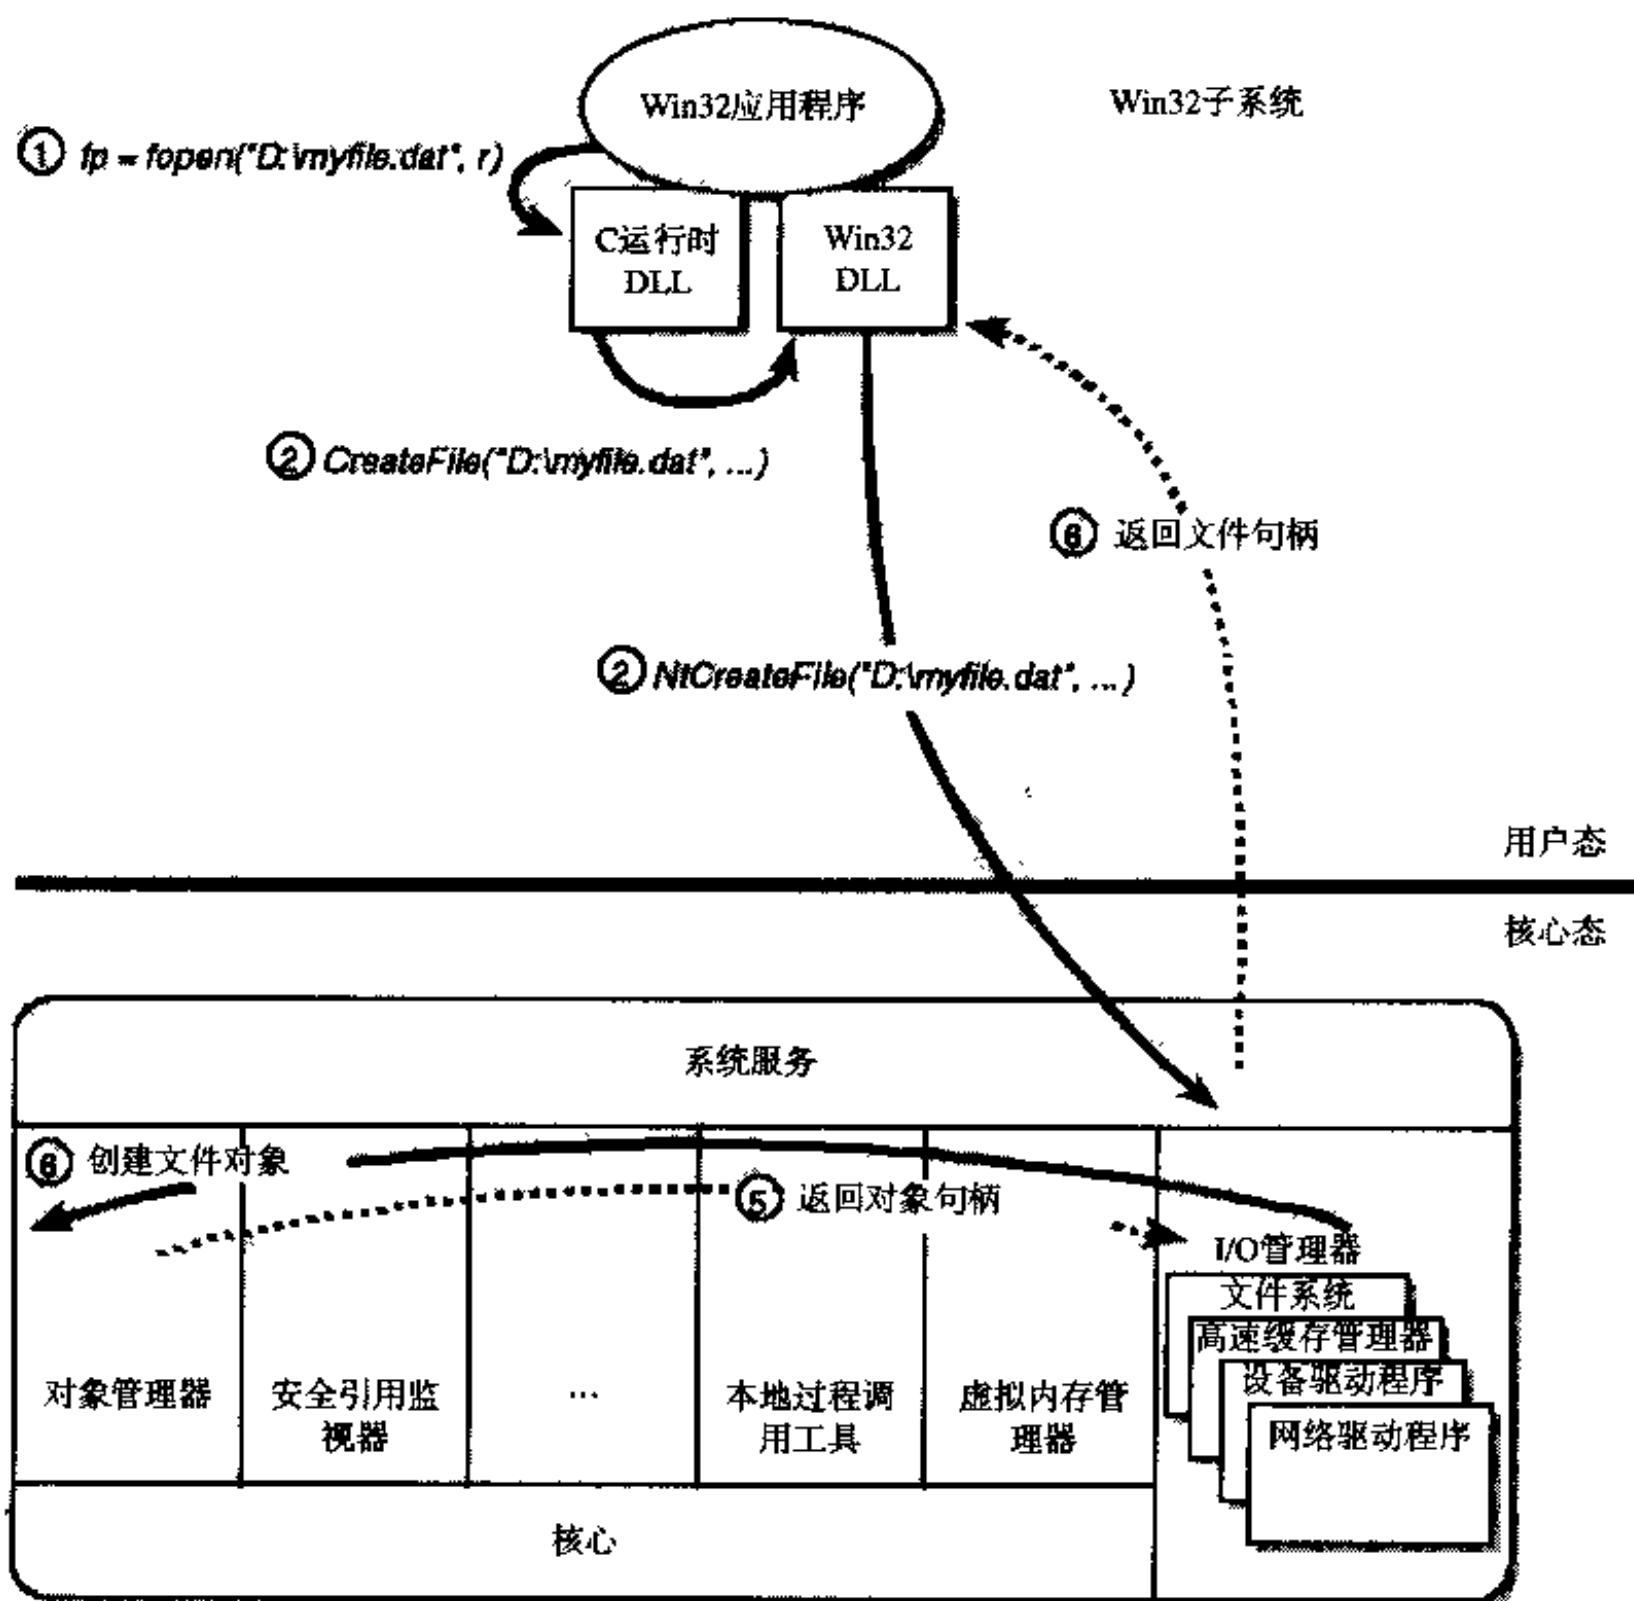 Win32应用程序
Win32子系统
① fp = fopen("D:\myfile.dat", r)
C运行时
DLL
Win32
DLL
② CreateFile("D:\myfile.dat", ...)
⑥ 返回文件句柄
② NtCreateFile("D:\myfile.dat", ...)
用户态
核心态
系统服务
⑥ 创建文件对象
⑤ 返回对象句柄
I/O管理器
文件系统
高速缓存管理器
设备驱动程序
网络驱动程序
对象管理器
安全引用监
视器
...
本地过程调
用工具
虚拟内存管
理器
核心